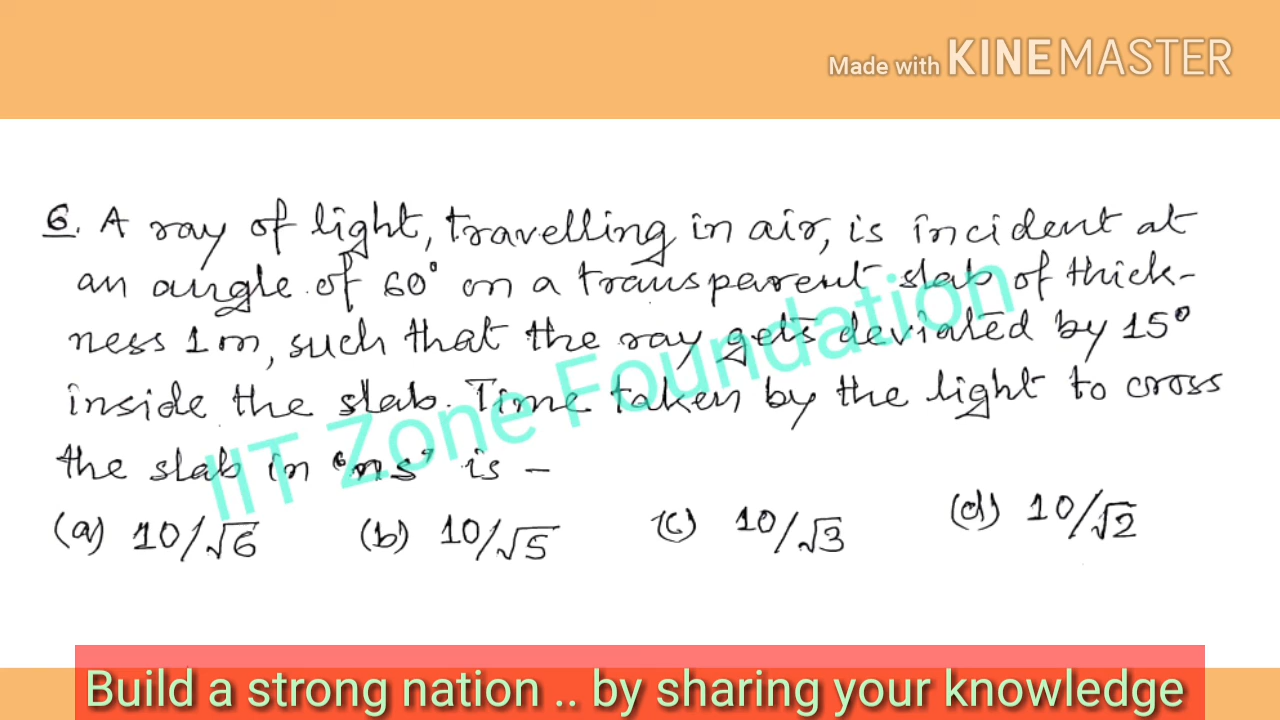 Made with KINEMASTER
6. A ray of light, travelling in air, is incident at
an angle of 60° on a transparent slab of thick-
ness 1m, such that the ray gets deviated by 15°
inside the slab. Time taken by the light to cross
the slab in 'ns' is -
(a) 10/√6 (b) 10/√5 (c) 10/√3 (d) 10/√2
IIT Zone Foundation
Build a strong nation .. by sharing your knowledge